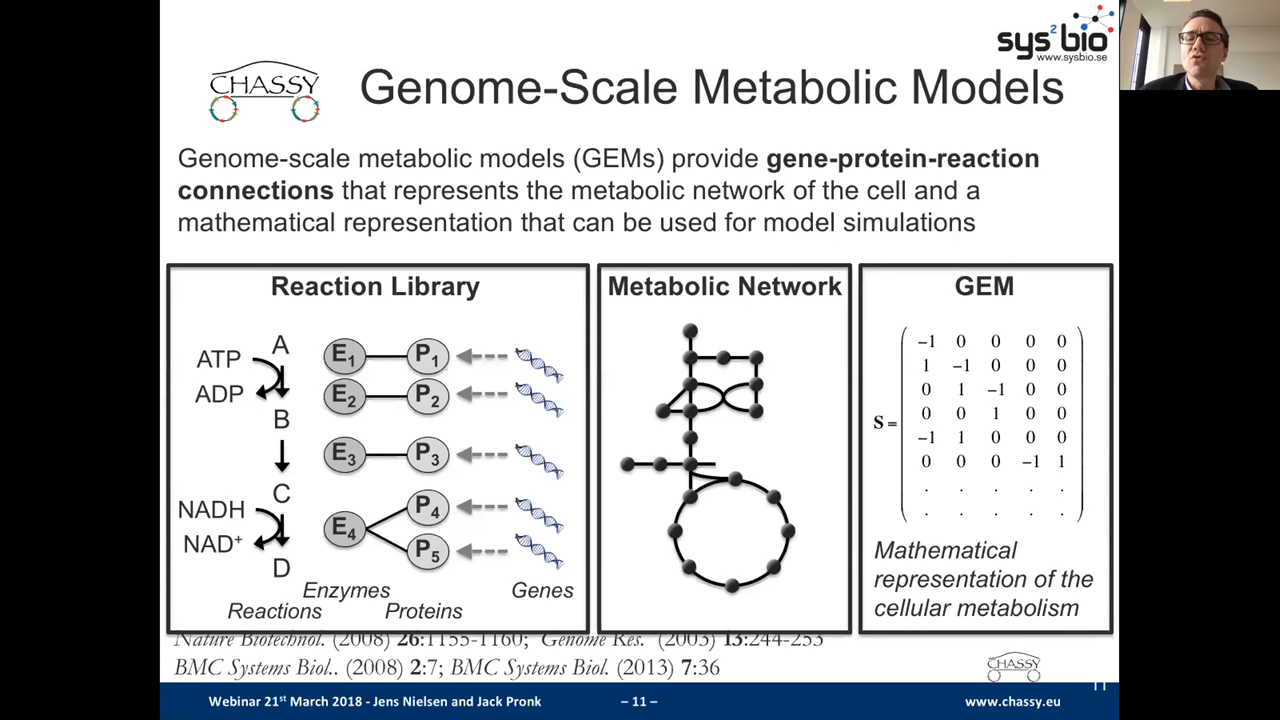 sys2bio
www.sysbio.se
CHASSY
Genome-Scale Metabolic Models
Genome-scale metabolic models (GEMs) provide gene-protein-reaction
connections that represents the metabolic network of the cell and a
mathematical representation that can be used for model simulations
Reaction Library
ATP
ADP
A
B
C
D
NADH
NAD⁺
E₁ P₁
E₂ P₂
E₃ P₃
E₄ P₄
P₅
Enzymes
Genes
Reactions
Proteins
Metabolic Network
GEM
S =
−1 0 0 0 0
1 −1 0 0 0
0 1 −1 0 0
0 0 1 0 0
−1 1 0 0 0
0 0 0 −1 1
. . . . .
. . . . .
Mathematical
representation of the
cellular metabolism
Nature Biotechnol. (2008) 26:1155-1160; Genome Res. (2003) 13:244-253
BMC Systems Biol.. (2008) 2:7; BMC Systems Biol. (2013) 7:36
CHASSY
11
Webinar 21st March 2018 - Jens Nielsen and Jack Pronk
– 11 –
www.chassy.eu